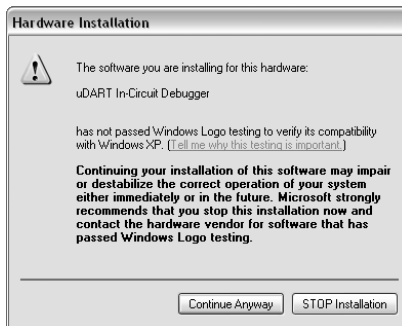 Hardware Installation
The software you are installing for this hardware:
uDART In-Circuit Debugger
has not passed Windows Logo testing to verify its compatibility
with Windows XP. (Tell me why this testing is important.)
Continuing your installation of this software may impair
or destabilize the correct operation of your system
either immediately or in the future. Microsoft strongly
recommends that you stop this installation now and
contact the hardware vendor for software that has
passed Windows Logo testing.
Continue Anyway STOP Installation